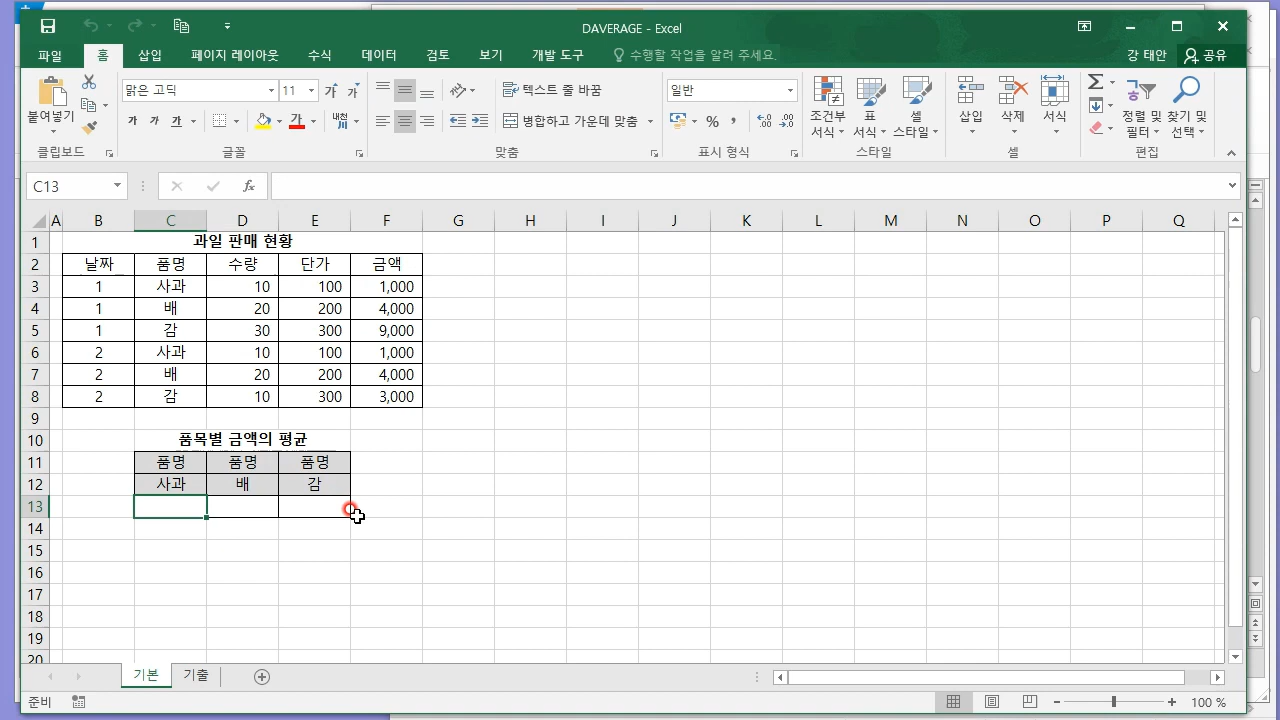 DAVERAGE - Excel
파일 홈 삽입 페이지 레이아웃 수식 데이터 검토 보기 개발 도구 수행할 작업을 알려 주세요. 강 태안 공유
붙여넣기
맑은 고딕 11 가 가
가 가 가 가 내천
텍스트 줄 바꿈
병합하고 가운데 맞춤
일반
% ,
조건부 서식 표 서식 셀 스타일
삽입 삭제 서식
정렬 및 필터 찾기 및 선택
클립보드 글꼴 맞춤 표시 형식 스타일 셀 편집
C13 fx
A B C D E F G H I J K L M N O P Q
1 과일 판매 현황
2 날짜 품명 수량 단가 금액
3 1 사과 10 100 1,000
4 1 배 20 200 4,000
5 1 감 30 300 9,000
6 2 사과 10 100 1,000
7 2 배 20 200 4,000
8 2 감 10 300 3,000
9
10 품목별 금액의 평균
11 품명 품명 품명
12 사과 배 감
13
14
15
16
17
18
19
20
기본 기출
준비 100 %